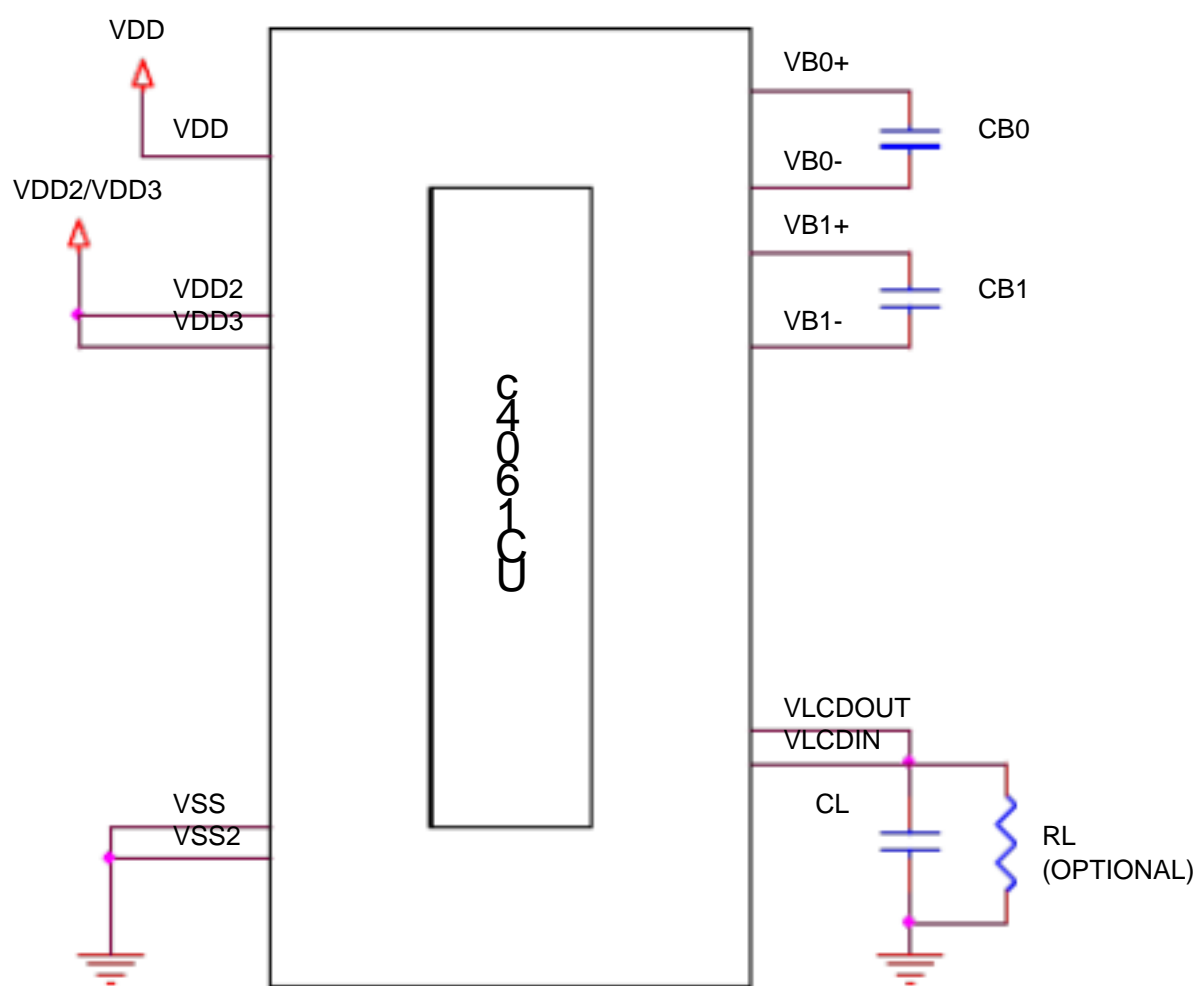 VDD
VDD
VDD2/VDD3
VDD2
VDD3
VSS
VSS2
c4061CU
VB0+
VB0-
CB0
VB1+
VB1-
CB1
VLCDOUT
VLCDIN
CL
RL
(OPTIONAL)